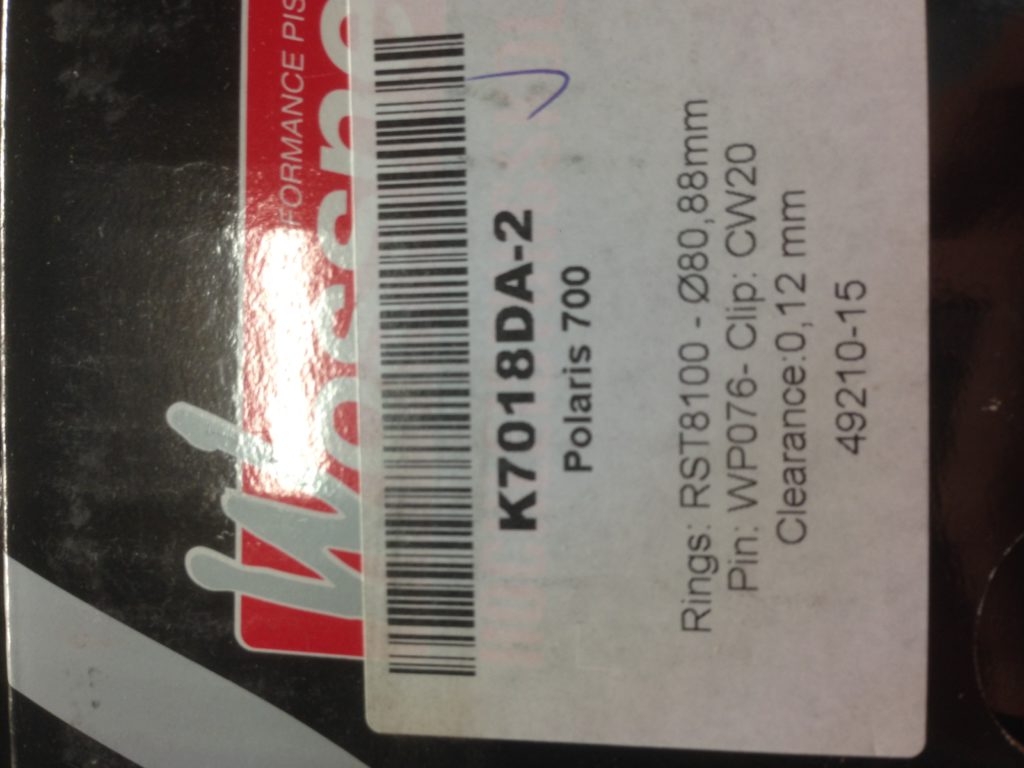 FORMANCE PIS
Wössne
K7018DA-2
Polaris 700
Rings: RST8100 - Ø80,88mm
Pin: WP076- Clip: CW20
Clearance:0,12 mm
49210-15